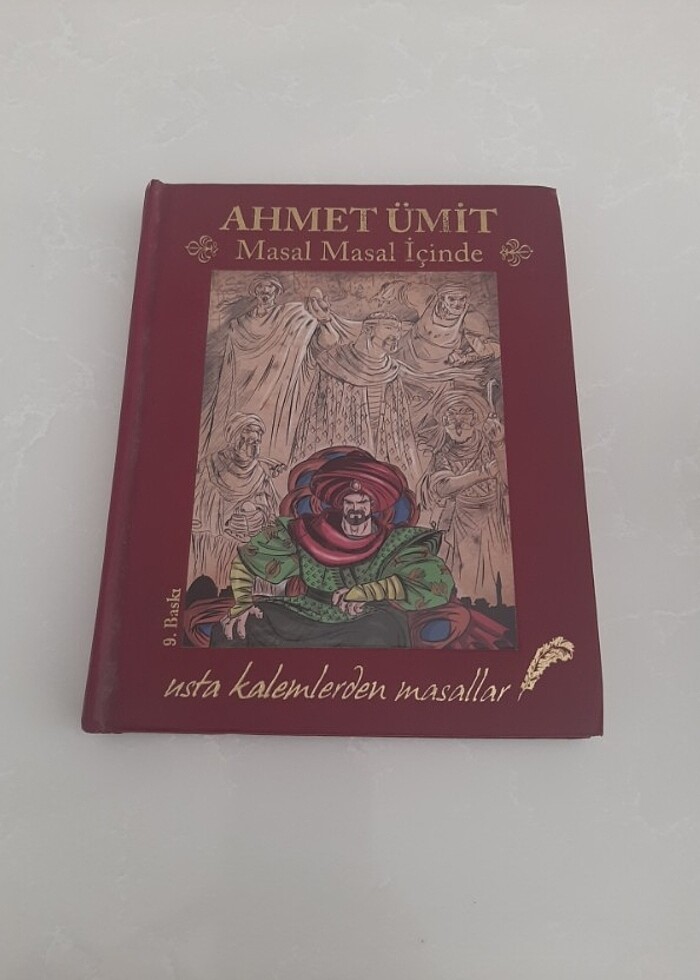 AHMET ÜMİT
Masal Masal İçinde
9. Baskı
usta kalemlerden masallar